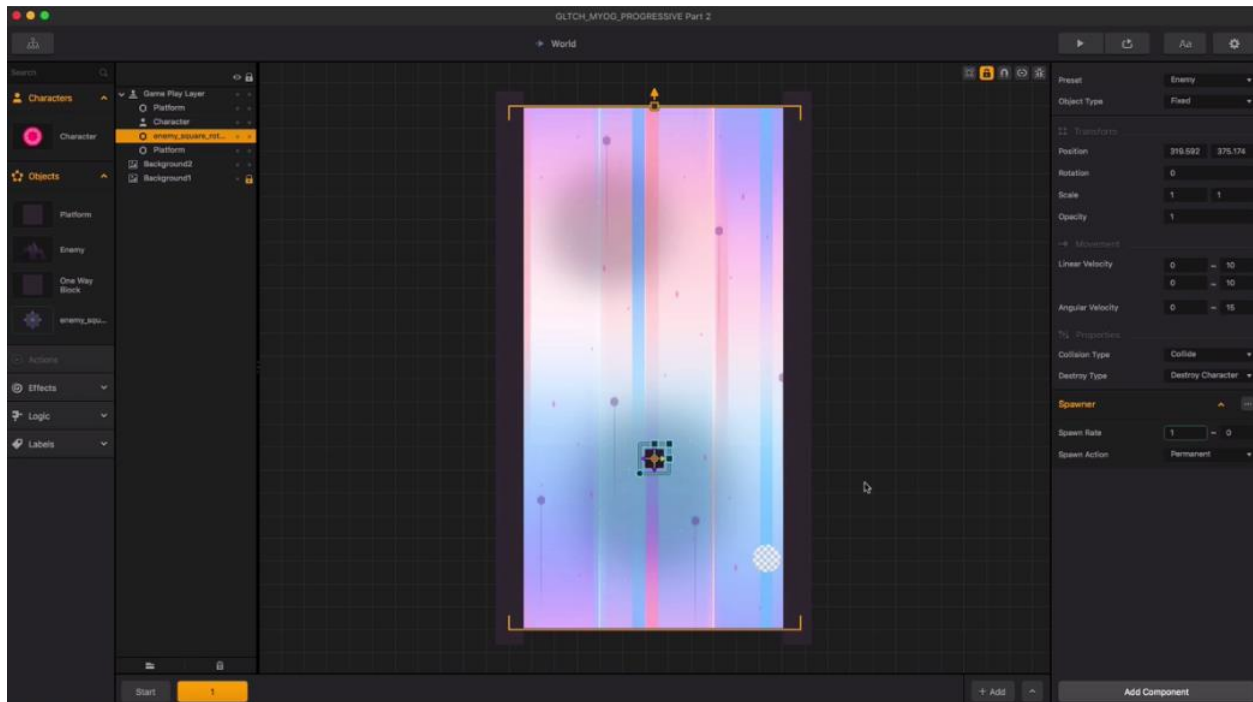 GLTCH_MYOG_PROGRESSIVE Part 2
World
Aa
Search
Characters
Character
Objects
Platform
Enemy
One Way
Block
enemy_squ...
Actions
Effects
Logic
Labels
Game Play Layer
Platform
Character
enemy_square_rot...
Platform
Background2
Background1
Preset Enemy
Object Type Fixed
Transform
Position 319.592 375.174
Rotation 0
Scale 1 1
Opacity 1
Movement
Linear Velocity 0 ~ 10
0 ~ 10
Angular Velocity 0 ~ 15
Properties
Collision Type Collide
Destroy Type Destroy Character
Spawner
Spawn Rate 1 ~ 0
Spawn Action Permanent
Start 1 + Add
Add Component